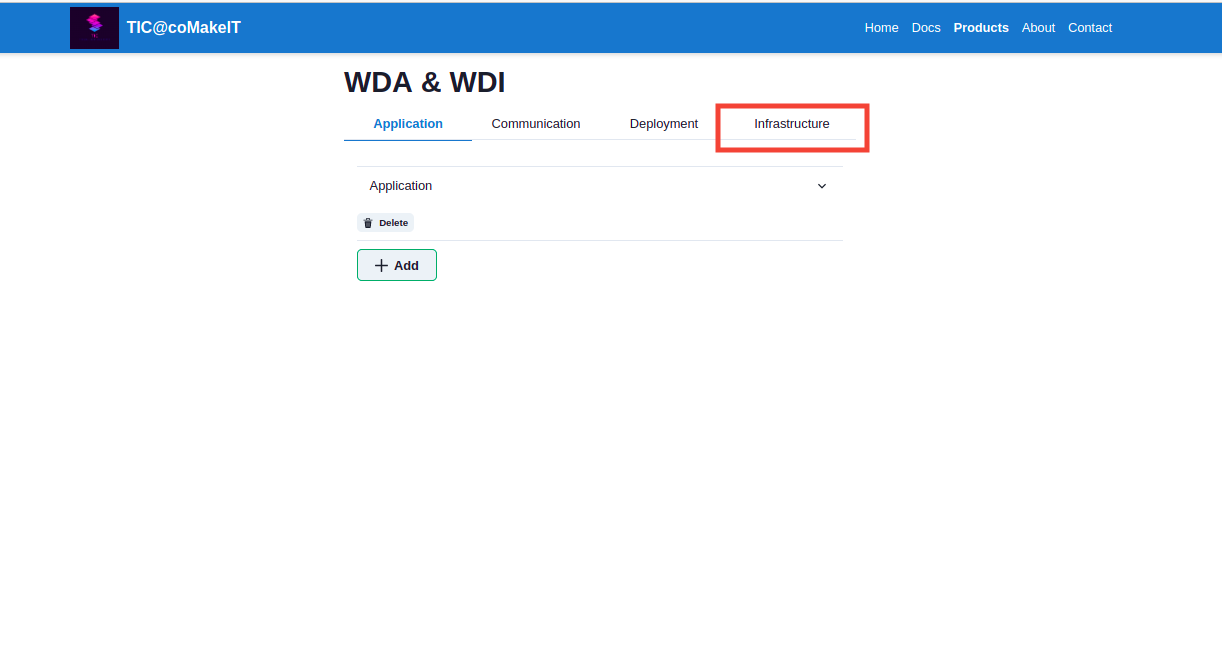 TIC@coMakeIT
Home Docs Products About Contact
WDA & WDI
Application Communication Deployment Infrastructure
Application
Delete
Add